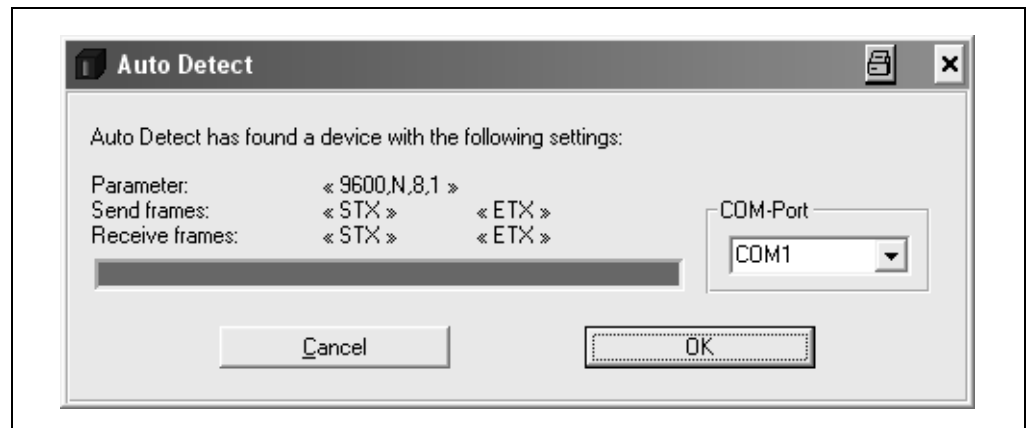 Auto Detect
Auto Detect has found a device with the following settings:
Parameter: « 9600,N,8,1 »
Send frames: « STX » « ETX »
Receive frames: « STX » « ETX »
COM-Port
COM1
Cancel
OK